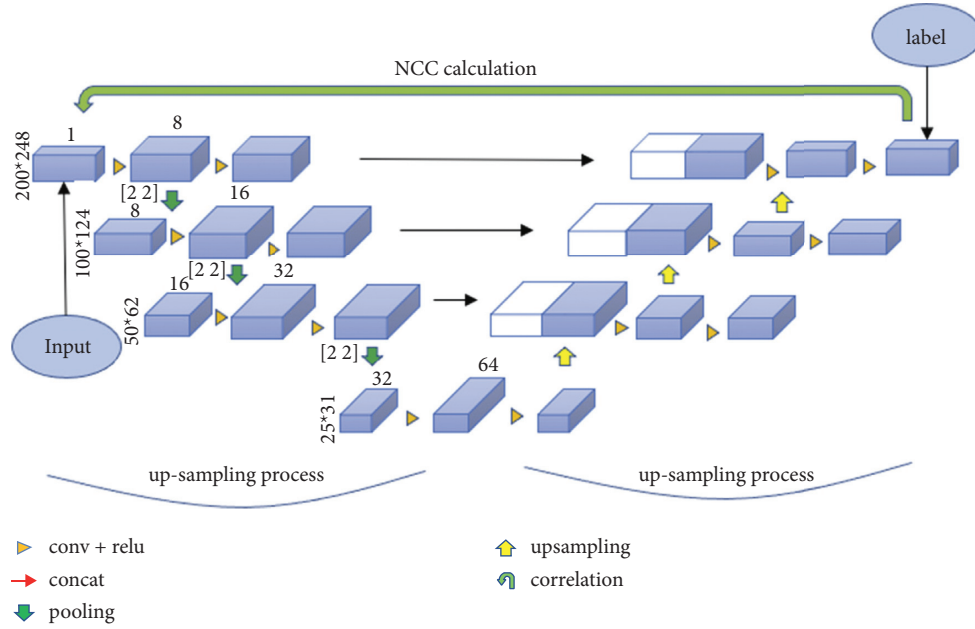 label
NCC calculation
1
8
200*248
[2 2]
16
8
100*124
[2 2]
32
16
50*62
Input
[2 2]
32
64
25*31
up-sampling process
up-sampling process
conv + relu
upsampling
concat
correlation
pooling